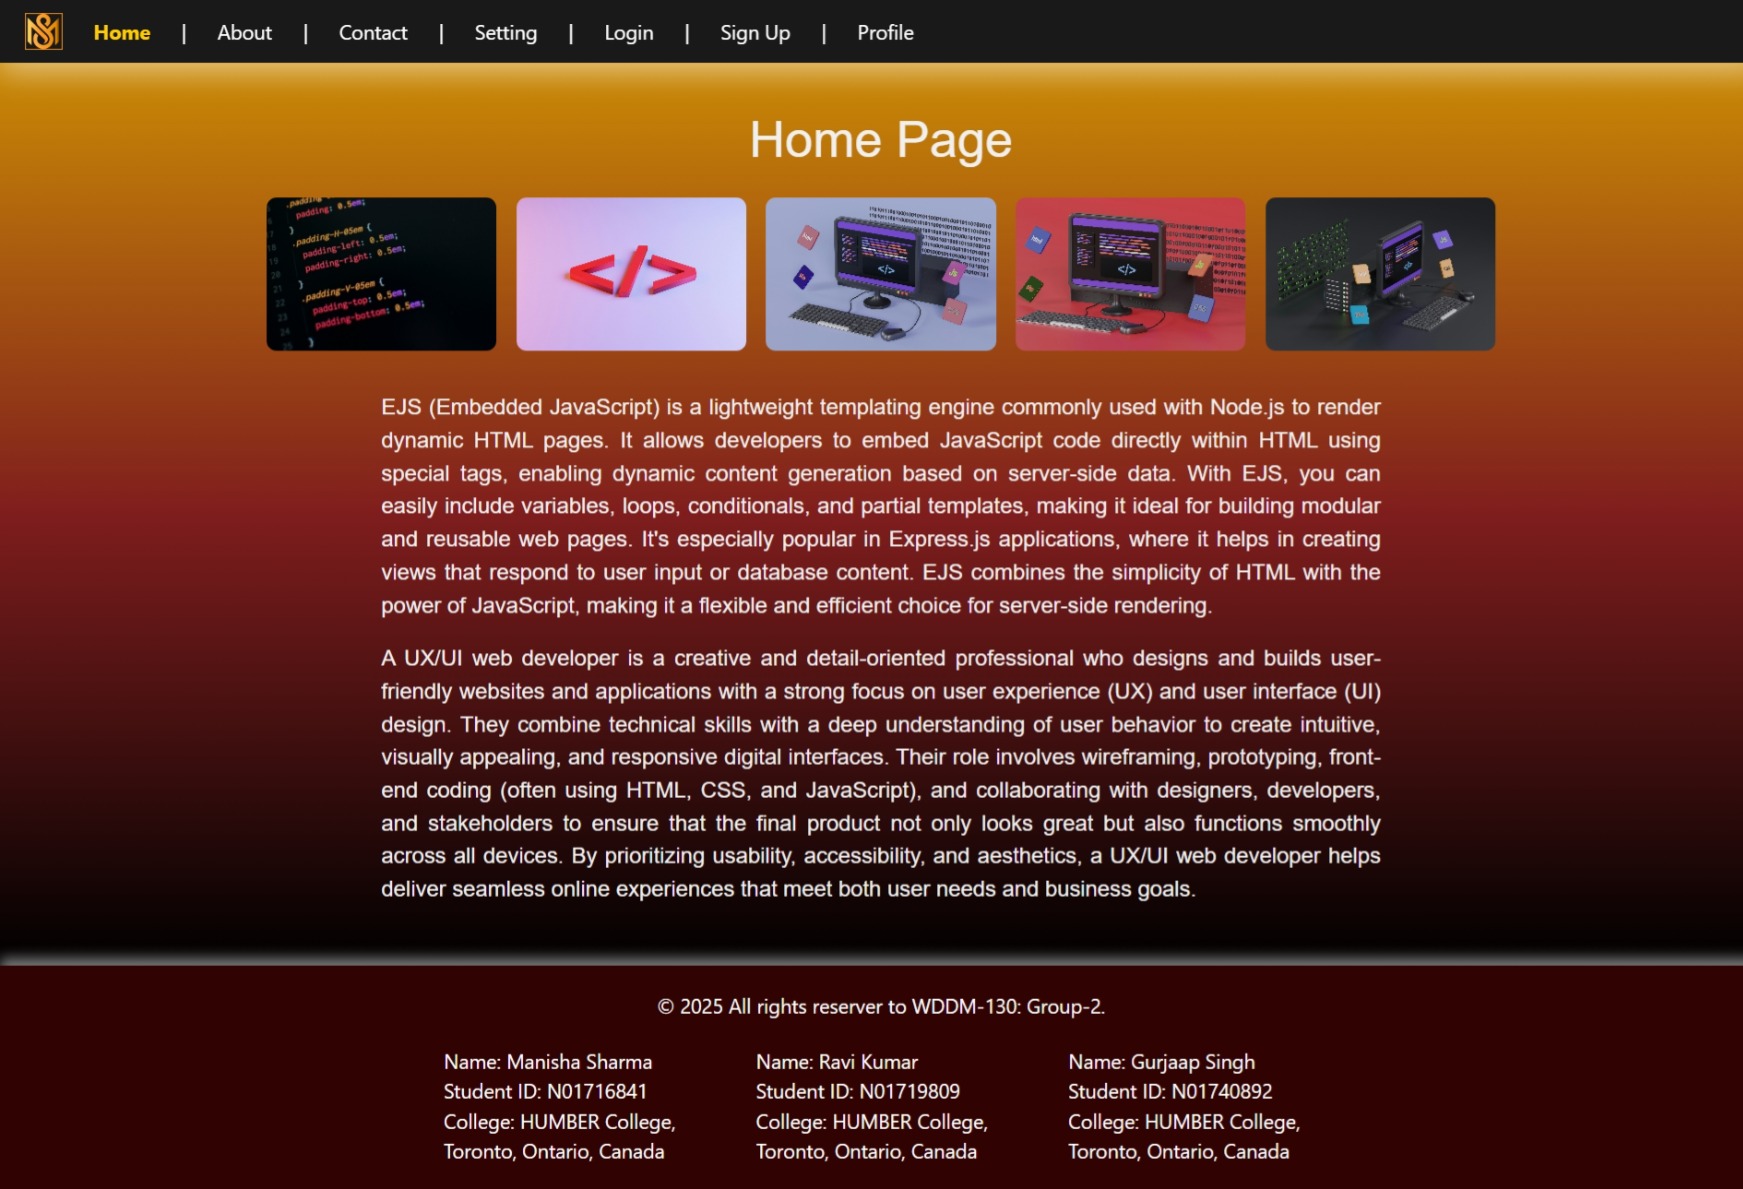 Home | About | Contact | Setting | Login | Sign Up | Profile
Home Page
.padding-
padding: 0.5em;
}
.padding-H-05em {
padding-left: 0.5em;
padding-right: 0.5em;
}
.padding-V-05em {
padding-top: 0.5em;
padding-bottom: 0.5em;
}
</>
</>
</>
EJS (Embedded JavaScript) is a lightweight templating engine commonly used with Node.js to render
dynamic HTML pages. It allows developers to embed JavaScript code directly within HTML using
special tags, enabling dynamic content generation based on server-side data. With EJS, you can
easily include variables, loops, conditionals, and partial templates, making it ideal for building modular
and reusable web pages. It's especially popular in Express.js applications, where it helps in creating
views that respond to user input or database content. EJS combines the simplicity of HTML with the
power of JavaScript, making it a flexible and efficient choice for server-side rendering.
A UX/UI web developer is a creative and detail-oriented professional who designs and builds user-
friendly websites and applications with a strong focus on user experience (UX) and user interface (UI)
design. They combine technical skills with a deep understanding of user behavior to create intuitive,
visually appealing, and responsive digital interfaces. Their role involves wireframing, prototyping, front-
end coding (often using HTML, CSS, and JavaScript), and collaborating with designers, developers,
and stakeholders to ensure that the final product not only looks great but also functions smoothly
across all devices. By prioritizing usability, accessibility, and aesthetics, a UX/UI web developer helps
deliver seamless online experiences that meet both user needs and business goals.
© 2025 All rights reserver to WDDM-130: Group-2.
Name: Manisha Sharma
Student ID: N01716841
College: HUMBER College,
Toronto, Ontario, Canada
Name: Ravi Kumar
Student ID: N01719809
College: HUMBER College,
Toronto, Ontario, Canada
Name: Gurjaap Singh
Student ID: N01740892
College: HUMBER College,
Toronto, Ontario, Canada